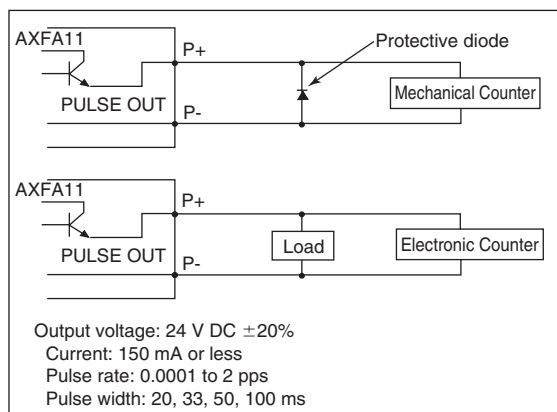 AXFA11
P+
Protective diode
PULSE OUT
Mechanical Counter
P-
AXFA11
P+
PULSE OUT
Load
Electronic Counter
P-
Output voltage: 24 V DC ±20%
Current: 150 mA or less
Pulse rate: 0.0001 to 2 pps
Pulse width: 20, 33, 50, 100 ms